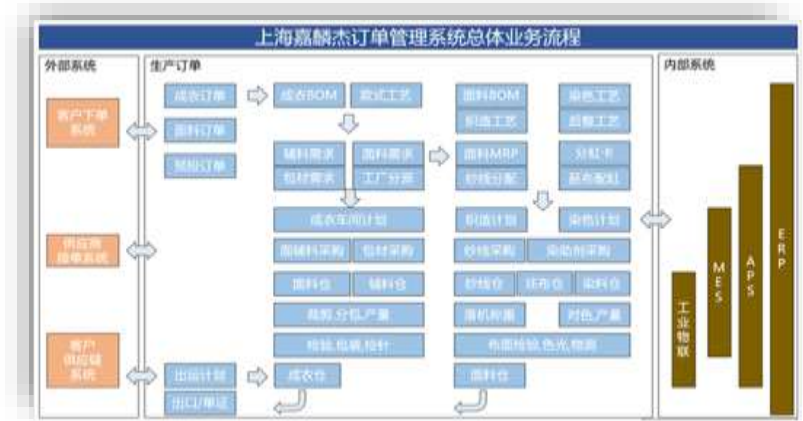 上海嘉麟杰订单管理系统总体业务流程
外部系统
生产订单
内部系统
客户下单
系统
供应商
接单系统
客户
供应链
系统
成衣订单
面料订单
预投订单
成衣BOM
款式工艺
面料BOM
染色工艺
织造工艺
后整工艺
辅料需求
面料需求
包材需求
工厂分派
面料MRP
分缸卡
纱线分配
成衣车间计划
织造计划
染色计划
面辅料采购
包材采购
纱线采购
染助剂采购
面料仓
辅料仓
纱线仓
坯布仓
染料仓
裁剪,分包,产量
落机称重
对色,产量
检验,包装,检针
布面检验,色光,物测
出运计划
成衣仓
面料仓
出口/单证
工业物联
MES
APS
ERP